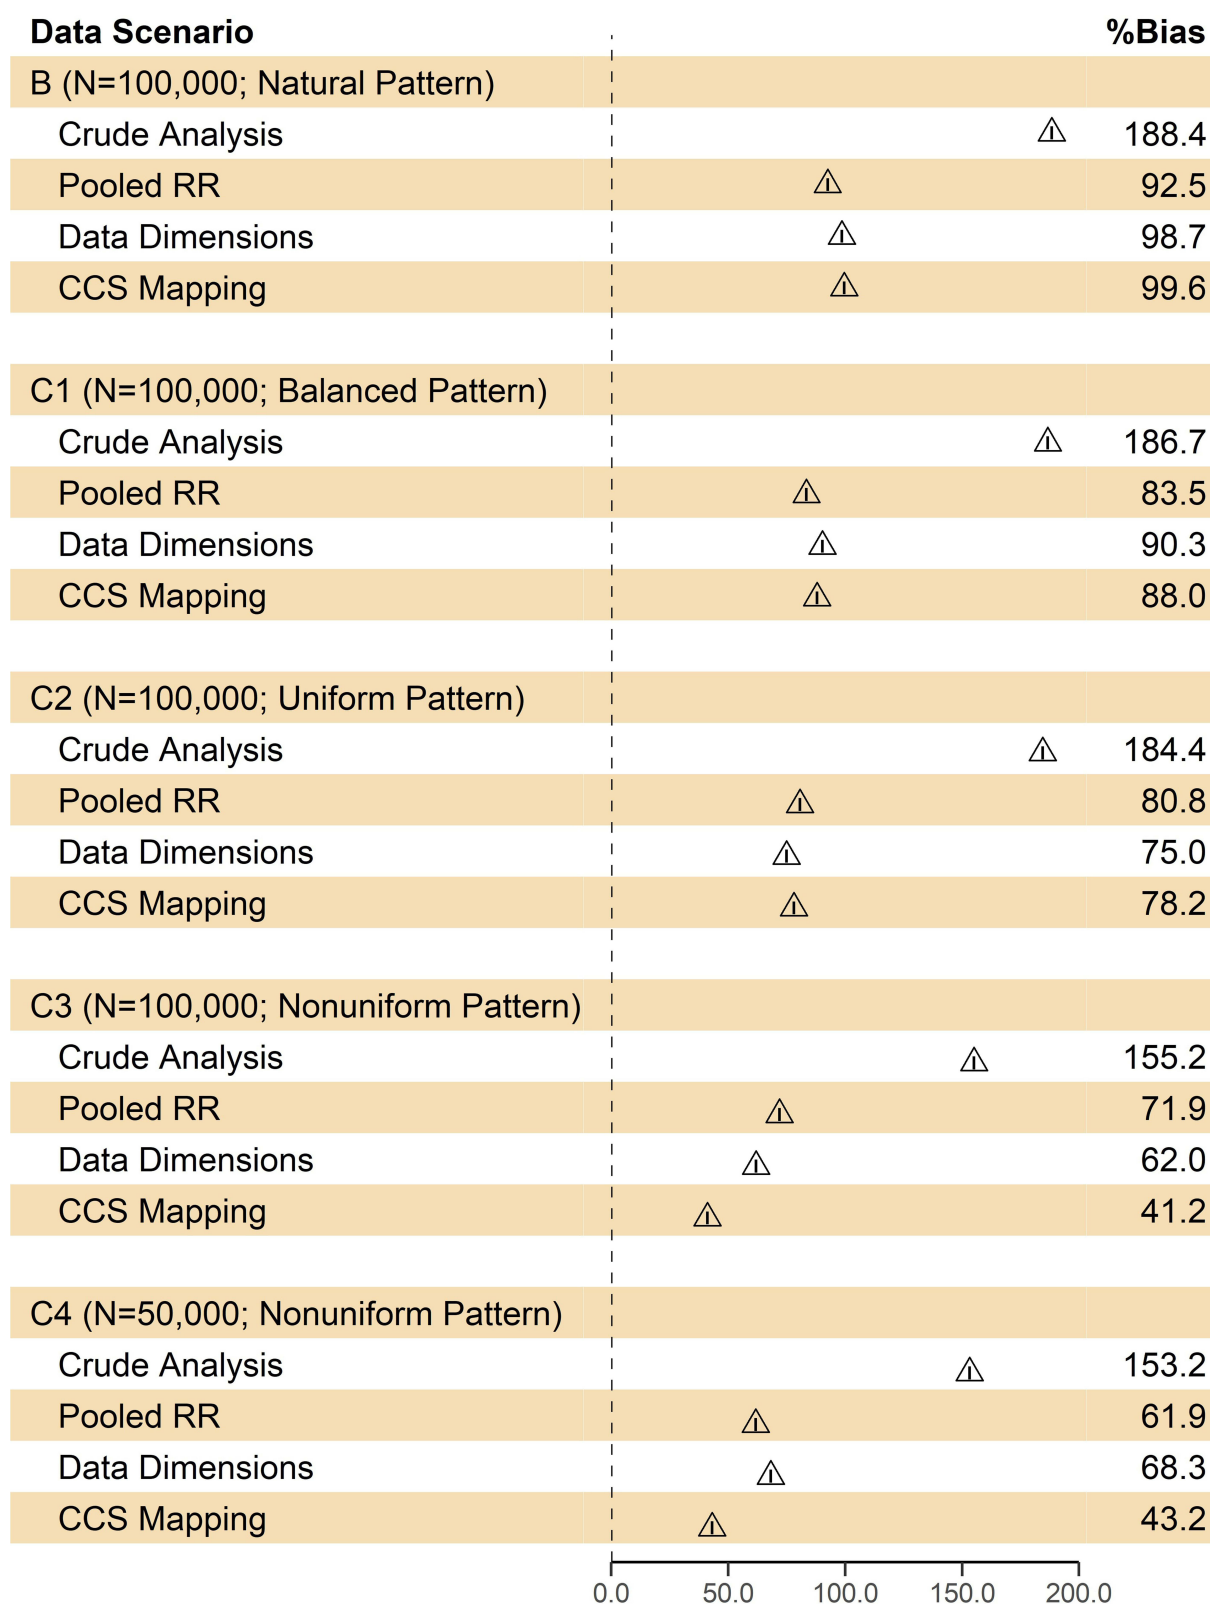 Data Scenario %Bias
B (N=100,000; Natural Pattern)
Crude Analysis 188.4
Pooled RR 92.5
Data Dimensions 98.7
CCS Mapping 99.6
C1 (N=100,000; Balanced Pattern)
Crude Analysis 186.7
Pooled RR 83.5
Data Dimensions 90.3
CCS Mapping 88.0
C2 (N=100,000; Uniform Pattern)
Crude Analysis 184.4
Pooled RR 80.8
Data Dimensions 75.0
CCS Mapping 78.2
C3 (N=100,000; Nonuniform Pattern)
Crude Analysis 155.2
Pooled RR 71.9
Data Dimensions 62.0
CCS Mapping 41.2
C4 (N=50,000; Nonuniform Pattern)
Crude Analysis 153.2
Pooled RR 61.9
Data Dimensions 68.3
CCS Mapping 43.2
0.0 50.0 100.0 150.0 200.0